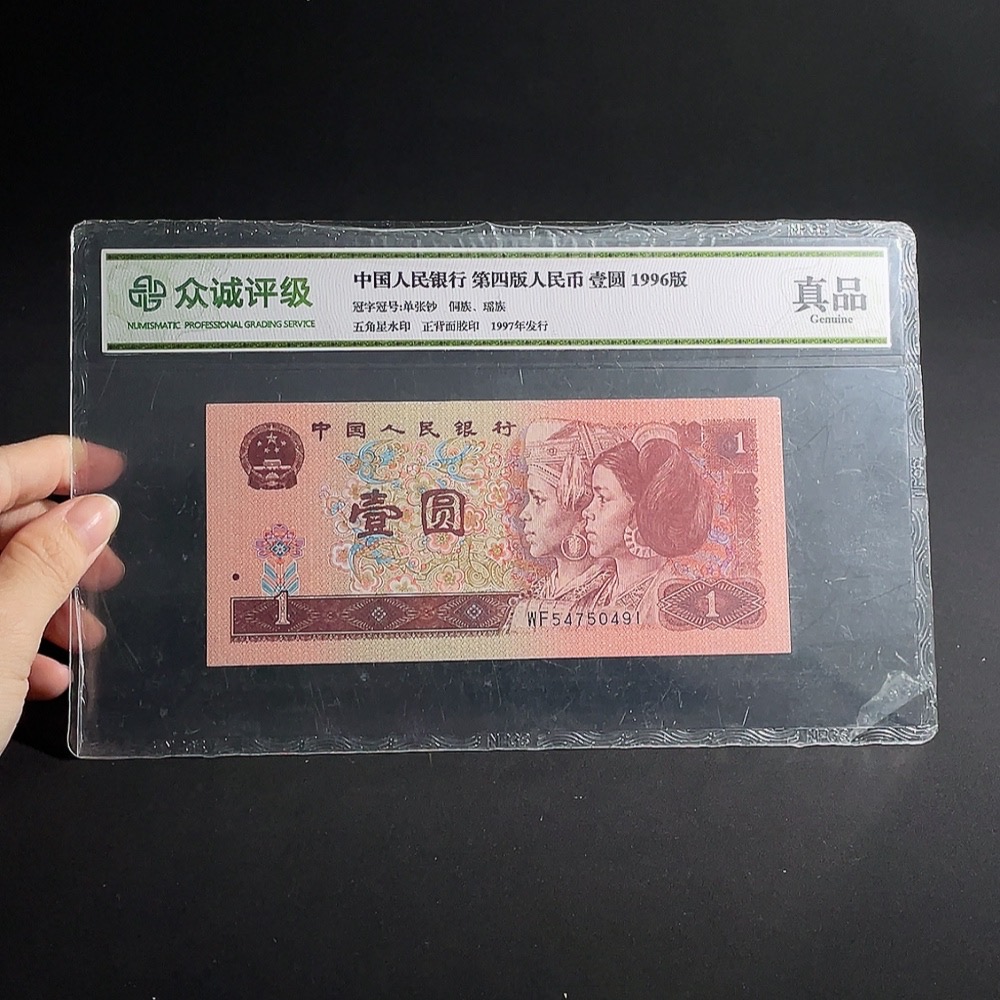 众诚评级
NUMISMATIC PROFESSIONAL GRADING SERVICE
中国人民银行 第四版人民币 壹圆 1996版
冠字冠号:单张钞 侗族、瑶族
五角星水印 正背面胶印 1997年发行
真品
Genuine
中国人民银行
1
壹圆
1
1
WF54750491